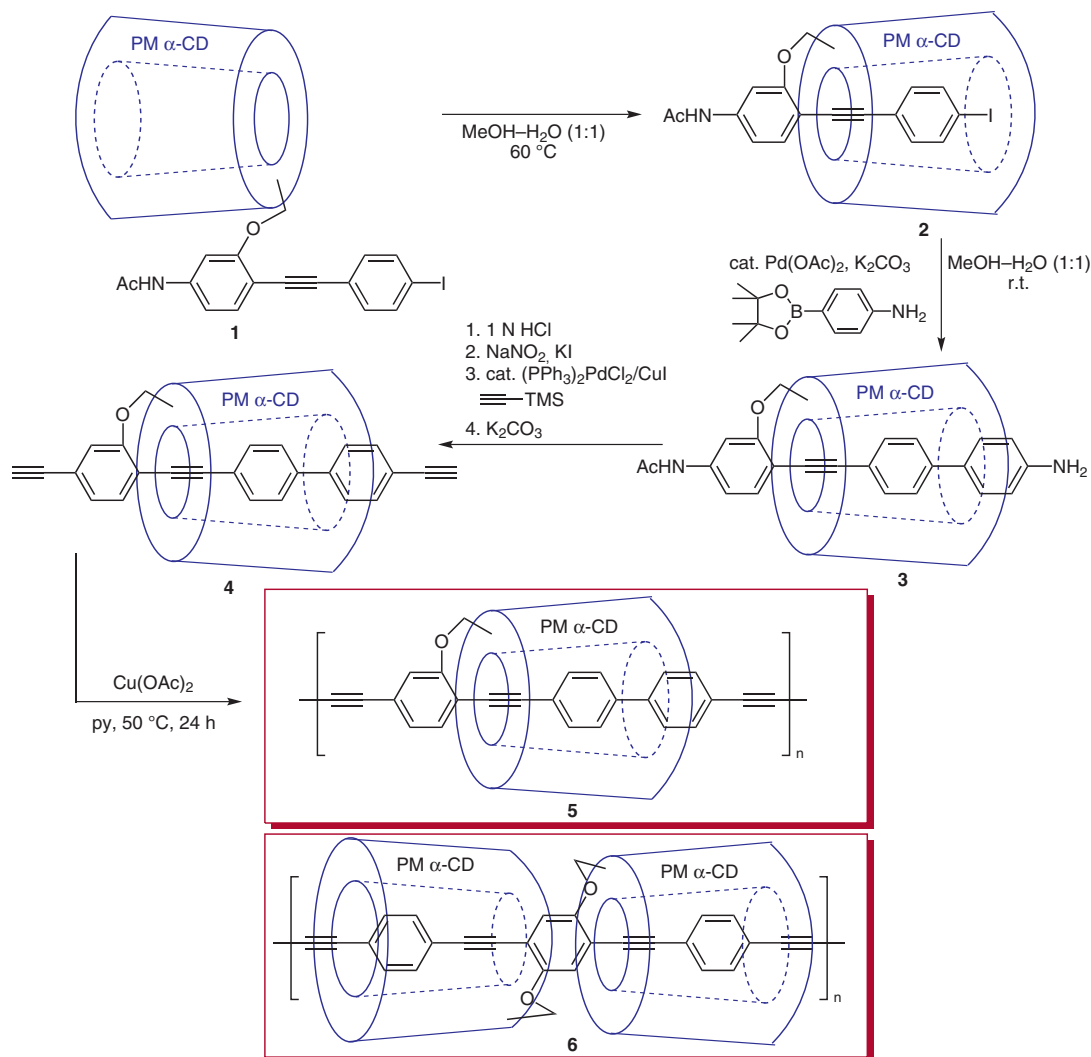 PM α-CD
O
AcHN
I
1
MeOH–H2O (1:1)
60 °C
PM α-CD
O
AcHN
I
2
cat. Pd(OAc)2, K2CO3
O
B
O
NH2
MeOH–H2O (1:1)
r.t.
PM α-CD
O
AcHN
NH2
3
1. 1 N HCl
2. NaNO2, KI
3. cat. (PPh3)2PdCl2/CuI
TMS
4. K2CO3
PM α-CD
O
4
Cu(OAc)2
py, 50 °C, 24 h
PM α-CD
O
n
5
PM α-CD
O
PM α-CD
O
n
6